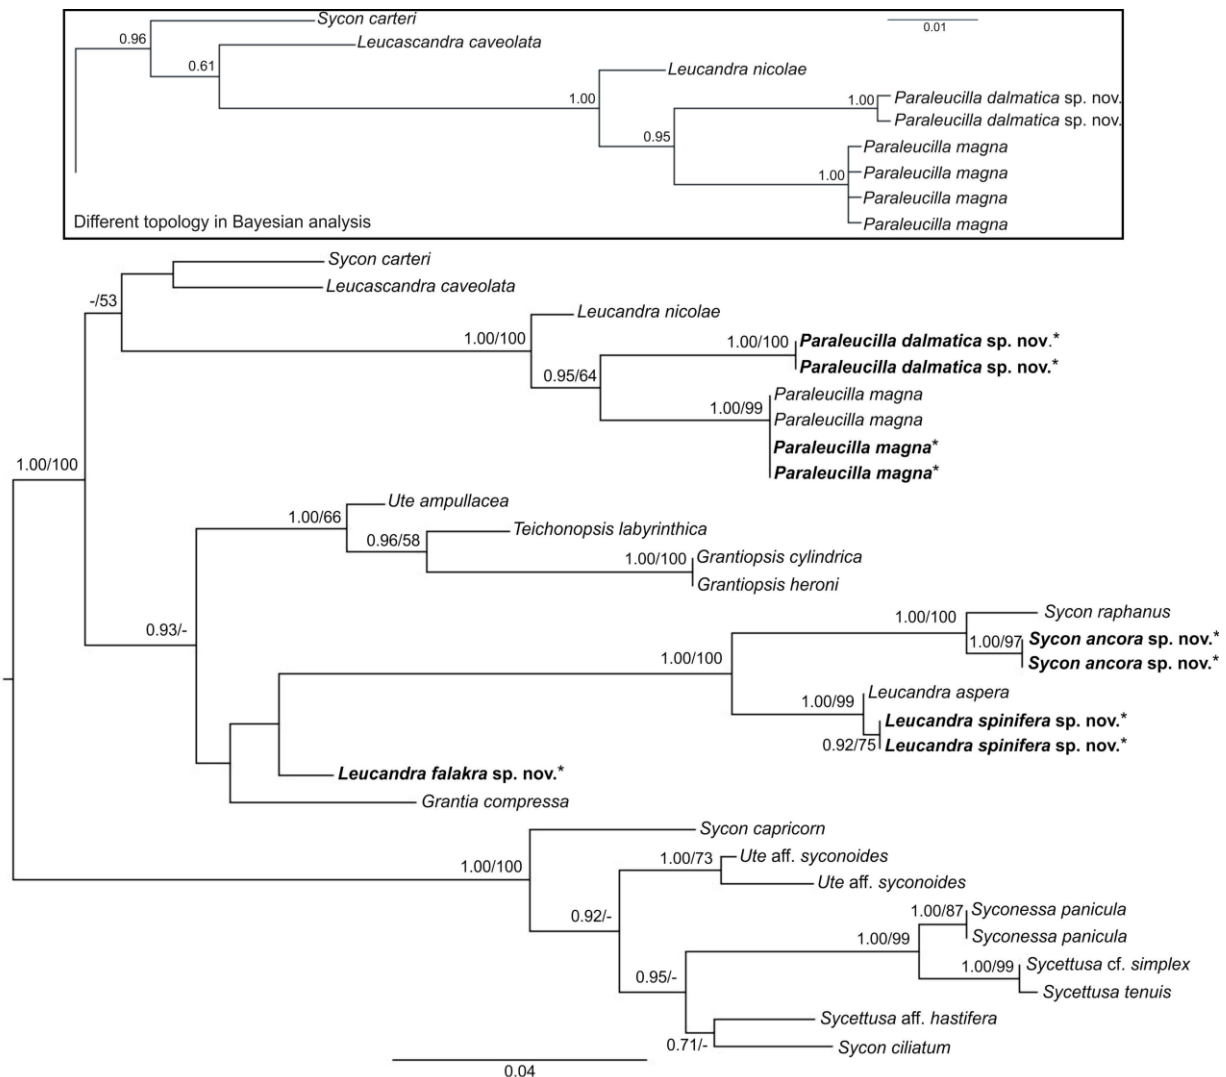 Sycon carteri
0.01
0.96
Leucascandra caveolata
0.61
Leucandra nicolae
1.00
1.00
Paraleucilla dalmatica sp. nov.
Paraleucilla dalmatica sp. nov.
0.95
Paraleucilla magna
1.00
Paraleucilla magna
Paraleucilla magna
Paraleucilla magna
Different topology in Bayesian analysis
Sycon carteri
Leucascandra caveolata
-/53
Leucandra nicolae
1.00/100
1.00/100
Paraleucilla dalmatica sp. nov.*
Paraleucilla dalmatica sp. nov.*
0.95/64
Paraleucilla magna
1.00/99
Paraleucilla magna
Paraleucilla magna*
Paraleucilla magna*
1.00/100
Ute ampullacea
1.00/66
Teichonopsis labyrinthica
0.96/58
1.00/100
Grantiopsis cylindrica
Grantiopsis heroni
0.93/-
Sycon raphanus
1.00/100
1.00/97
Sycon ancora sp. nov.*
Sycon ancora sp. nov.*
1.00/100
Leucandra aspera
1.00/99
Leucandra spinifera sp. nov.*
0.92/75
Leucandra spinifera sp. nov.*
Leucandra falakra sp. nov.*
Grantia compressa
Sycon capricorn
1.00/100
1.00/73
Ute aff. syconoides
Ute aff. syconoides
0.92/-
1.00/87
Syconessa panicula
Syconessa panicula
1.00/99
1.00/99
Sycettusa cf. simplex
Sycettusa tenuis
0.95/-
Sycettusa aff. hastifera
0.71/-
Sycon ciliatum
0.04